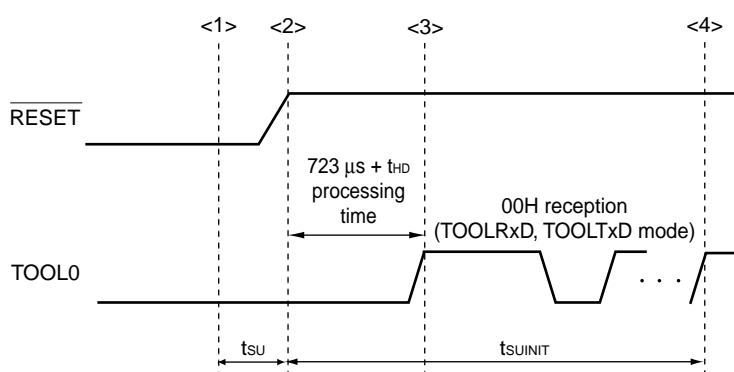 <1> <2> <3> <4>
RESET
723 µs + tHD
processing
time
00H reception
(TOOLRxD, TOOLTxD mode)
TOOL0
. . .
tSU
tSUINIT